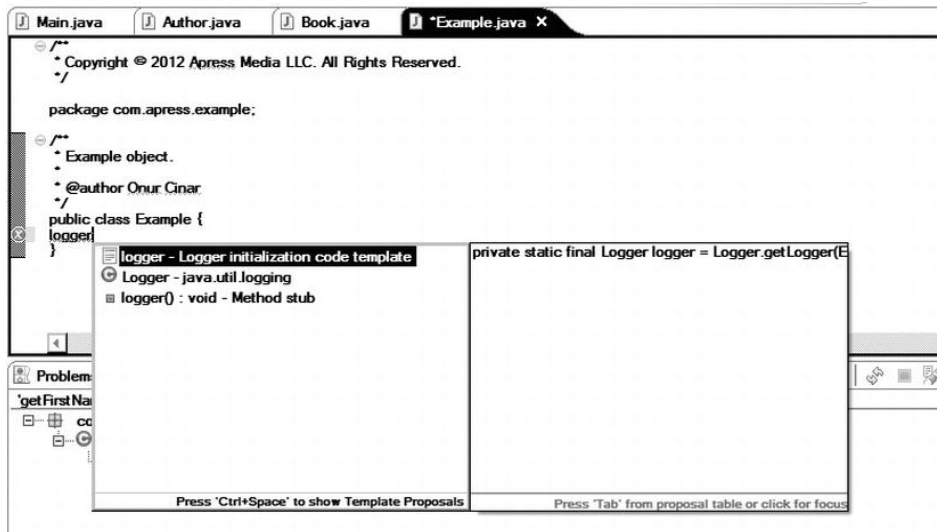 Main.java Author.java Book.java *Example.java
/**
* Copyright © 2012 Apress Media LLC. All Rights Reserved.
*/
package com.apress.example;
/**
* Example object.
*
* @author Onur Cinar
*/
public class Example {
logger
}
logger - Logger initialization code template
Logger - java.util.logging
logger() : void - Method stub
Press 'Ctrl+Space' to show Template Proposals
private static final Logger logger = Logger.getLogger(E
Press 'Tab' from proposal table or click for focus
Problem
'getFirstNa
co